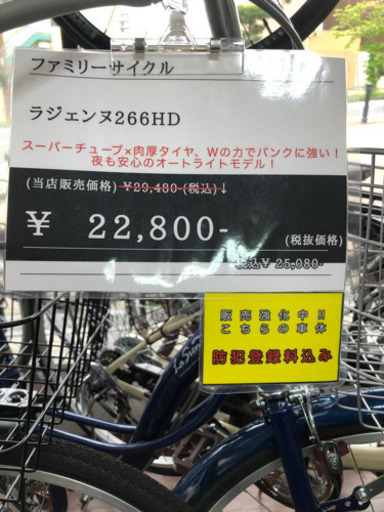 ファミリーサイクル
ラジェンヌ266HD
スーパーチューブ×肉厚タイヤ、Wの力でパンクに強い！
夜も安心のオートライトモデル！
(当店販売価格) ¥29,480-(税込)↓
¥ 22,800- (税抜価格)
税込¥ 25,080-
販売強化中!!
こちらの車体
防犯登録料込み